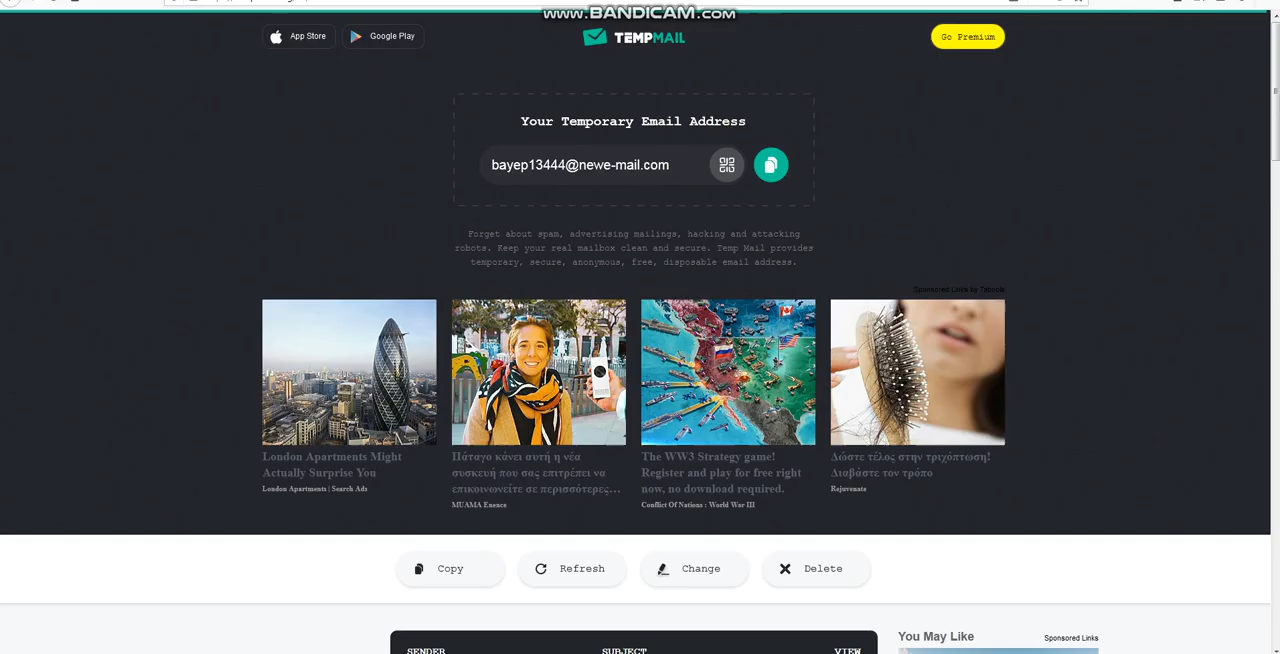 www.BANDICAM.com
App Store
Google Play
TEMPMAIL
Go Premium
Your Temporary Email Address
bayep13444@newe-mail.com
Forget about spam, advertising mailings, hacking and attacking
robots. Keep your real mailbox clean and secure. Temp Mail provides
temporary, secure, anonymous, free, disposable email address.
Sponsored Links by Taboola
London Apartments Might
Actually Surprise You
London Apartments | Search Ads
Πάταγο κάνει αυτή η νέα
συσκευή που σας επιτρέπει να
επικοινωνείτε σε περισσότερες...
MUAMA Enence
The WW3 Strategy game!
Register and play for free right
now, no download required.
Conflict Of Nations : World War III
Δώστε τέλος στην τριχόπτωση!
Διαβάστε τον τρόπο
Rejuvenate
Copy
Refresh
Change
Delete
SENDER
SUBJECT
VIEW
You May Like
Sponsored Links